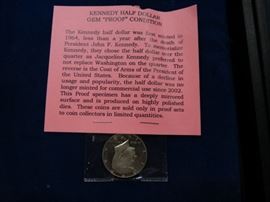 KENNEDY HALF DOLLAR
GEM "PROOF" CONDITION
The Kennedy half dollar was first minted in
1964, less than a year after the death of
President John F. Kennedy. To memorialize
Kennedy, they chose the half dollar over the
quarter as Jacqueline Kennedy preferred to
not replace Washington on the quarter. The
reverse is the Coat of Arms of the President of
the United States. Because of a decline in
usage and popularity, the half dollar was no
longer minted for commercial use since 2002.
This Proof specimen has a deeply mirrored
surface and is produced on highly polished
dies. These coins are sold only in proof sets
to coin collectors in limited quantities.